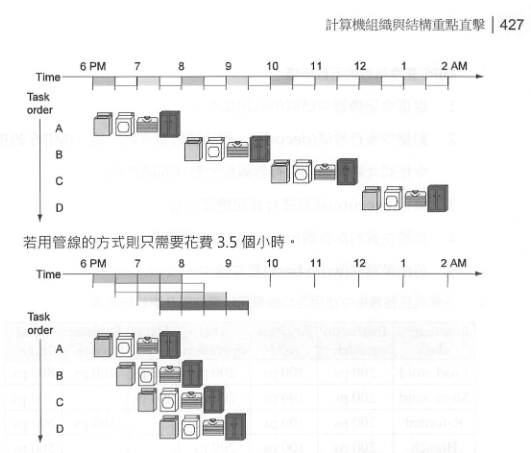 計算機組織與結構重點直擊 | 427
6 PM 7 8 9 10 11 12 1 2 AM
Time
Task
order
A
B
C
D
若用管線的方式則只需要花費 3.5 個小時。
6 PM 7 8 9 10 11 12 1 2 AM
Time
Task
order
A
B
C
D